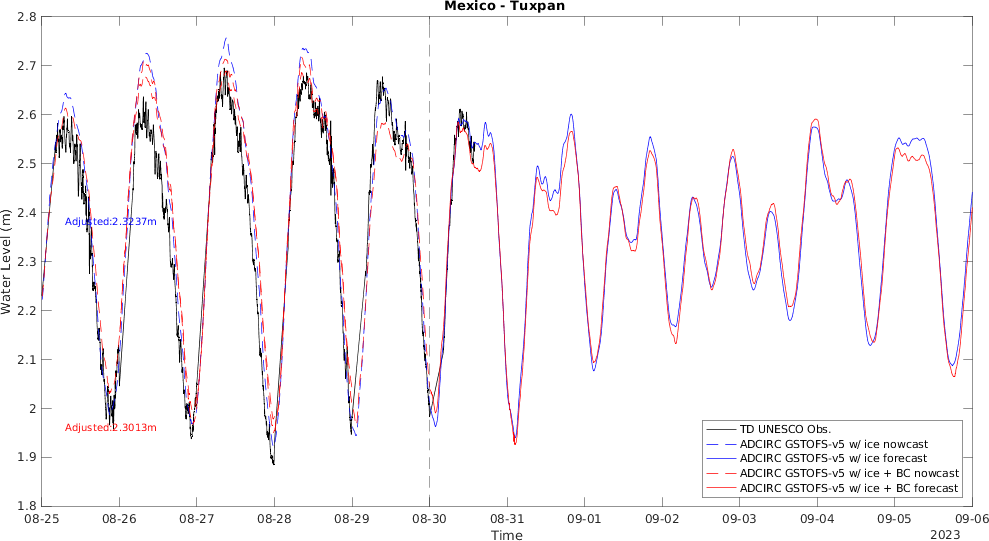 Mexico - Tuxpan
Water Level (m)
2.8
2.7
2.6
2.5
2.4
2.3
2.2
2.1
2
1.9
1.8
Adjusted:2.3237m
Adjusted:2.3013m
TD UNESCO Obs.
ADCIRC GSTOFS-v5 w/ ice nowcast
ADCIRC GSTOFS-v5 w/ ice forecast
ADCIRC GSTOFS-v5 w/ ice + BC nowcast
ADCIRC GSTOFS-v5 w/ ice + BC forecast
08-25 08-26 08-27 08-28 08-29 08-30 08-31 09-01 09-02 09-03 09-04 09-05 09-06
Time
2023